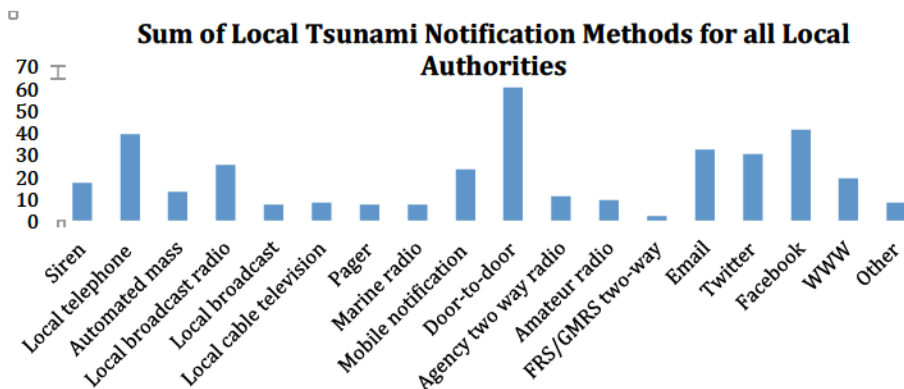 Sum of Local Tsunami Notification Methods for all Local
Authorities
70
60
50
40
30
20
10
0
Siren
Local telephone
Automated mass
Local broadcast radio
Local broadcast
Local cable television
Pager
Marine radio
Mobile notification
Door-to-door
Agency two way radio
Amateur radio
FRS/GMRS two-way
Email
Twitter
Facebook
WWW
Other